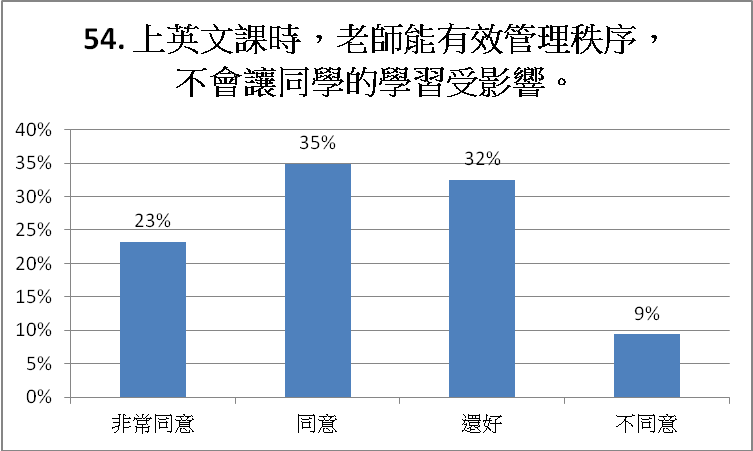 54. 上英文課時，老師能有效管理秩序，
不會讓同學的學習受影響。
40%
35%
30%
25%
20%
15%
10%
5%
0%
23%
35%
32%
9%
非常同意
同意
還好
不同意